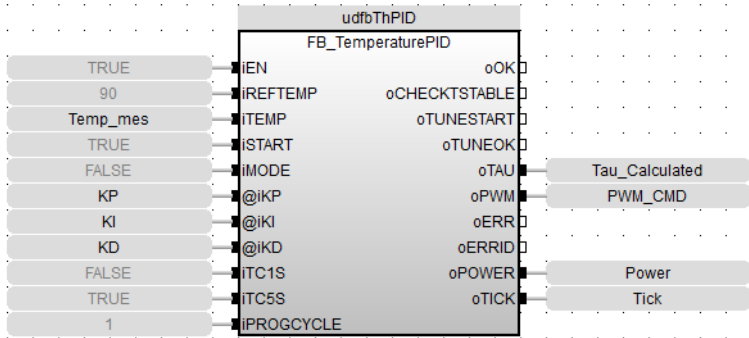 udfbThPID
FB_TemperaturePID
TRUE iEN oOK
90 iREFTEMP oCHECKTSTABLE
Temp_mes iTEMP oTUNESTART
TRUE iSTART oTUNEOK
FALSE iMODE oTAU Tau_Calculated
KP @iKP oPWM PWM_CMD
KI @iKI oERR
KD @iKD oERRID
FALSE iTC1S oPOWER Power
TRUE iTC5S oTICK Tick
1 iPROGCYCLE